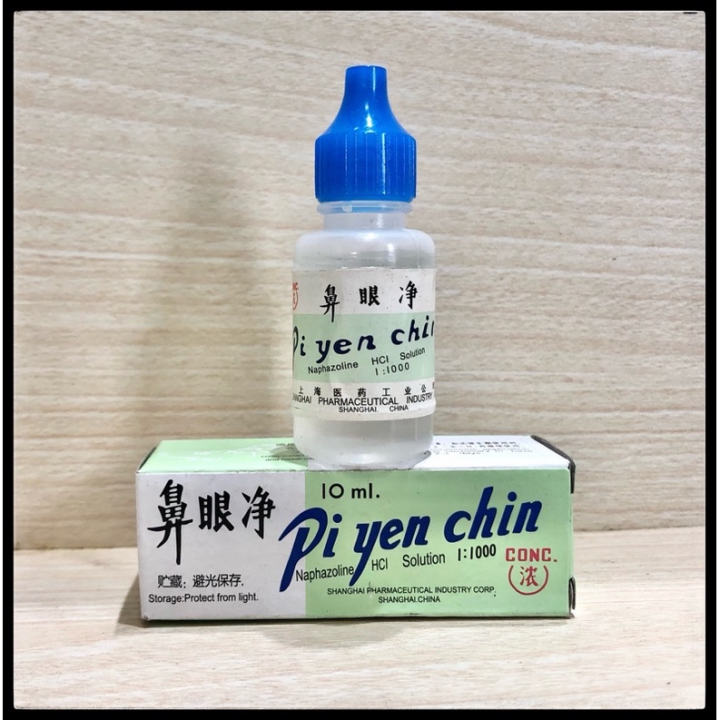 鼻眼净
Pi yen chi
Naphazoline HCl Solution
1:1000
上海医药工业公
SHANGHAI PHARMACEUTICAL INDUSTRY
SHANGHAI. CHINA
10 ml.
鼻眼净
Pi yen chin
Naphazoline HCl Solution 1:1000
CONC.
浓
贮藏：避光保存.
Storage:Protect from light.
SHANGHAI PHARMACEUTICAL INDUSTRY CORP.
SHANGHAI.CHINA